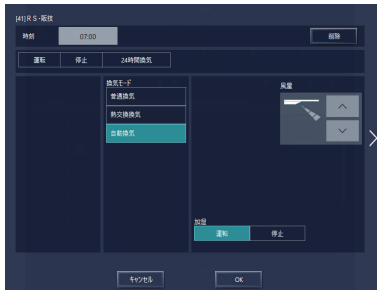 [41]RS-阪技
時刻 07:00 削除
運転 停止 24時間換気
換気モード
普通換気
熱交換換気
自動換気
風量
加湿
運転 停止
キャンセル OK